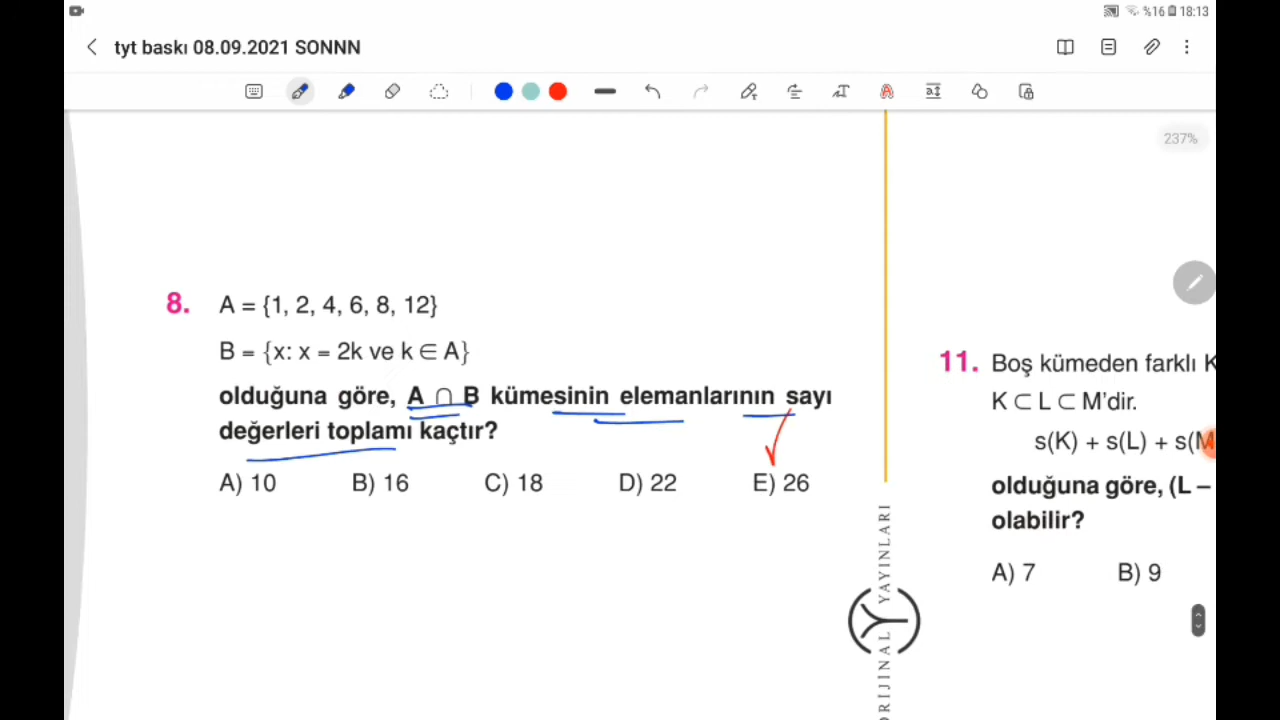 %16 18:13
tyt baskı 08.09.2021 SONNN
237%
8. A = {1, 2, 4, 6, 8, 12}
B = {x: x = 2k ve k ∈ A}
olduğuna göre, A ∩ B kümesinin elemanlarının sayı
değerleri toplamı kaçtır?
A) 10 B) 16 C) 18 D) 22 E) 26
ORİJİNAL YAYINLARI
11. Boş kümeden farklı K
K ⊂ L ⊂ M'dir.
s(K) + s(L) + s(M
olduğuna göre, (L –
olabilir?
A) 7 B) 9